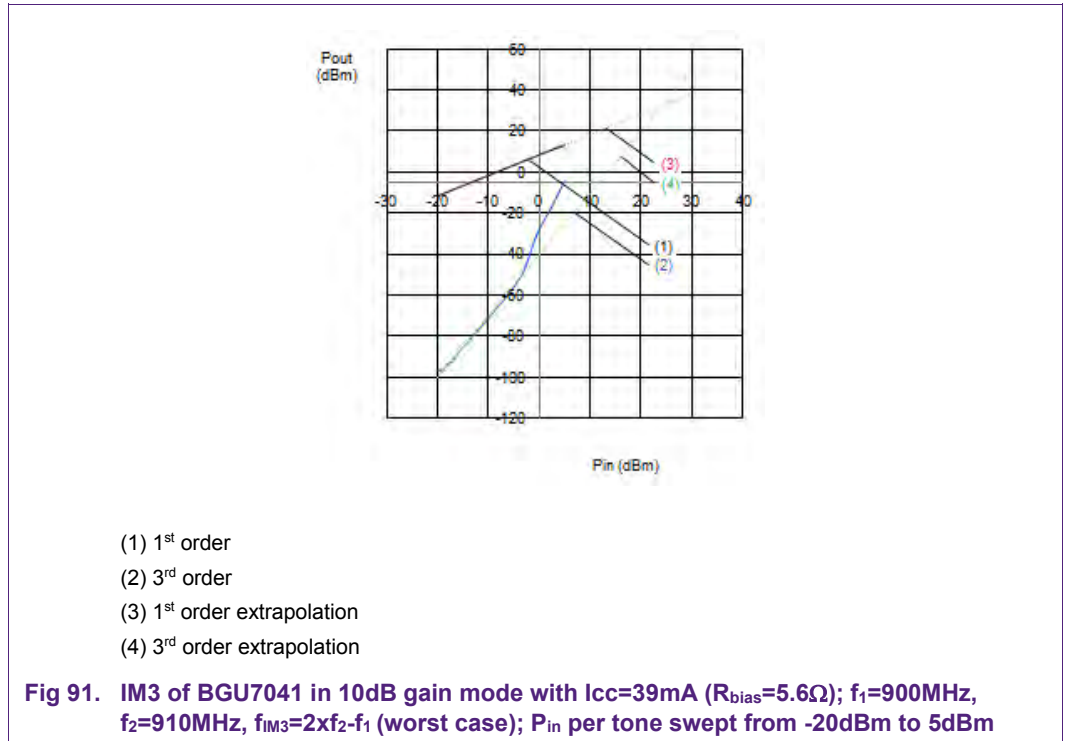 Pout
(dBm)
60
40
20
0
-30 -20 -10 0 10 20 30 40
-20
-40
-60
-80
-100
-120
(3)
(4)
(1)
(2)
Pin (dBm)
(1) 1st order
(2) 3rd order
(3) 1st order extrapolation
(4) 3rd order extrapolation
Fig 91. IM3 of BGU7041 in 10dB gain mode with Icc=39mA (Rbias=5.6Ω); f1=900MHz,
f2=910MHz, fIM3=2xf2-f1 (worst case); Pin per tone swept from -20dBm to 5dBm